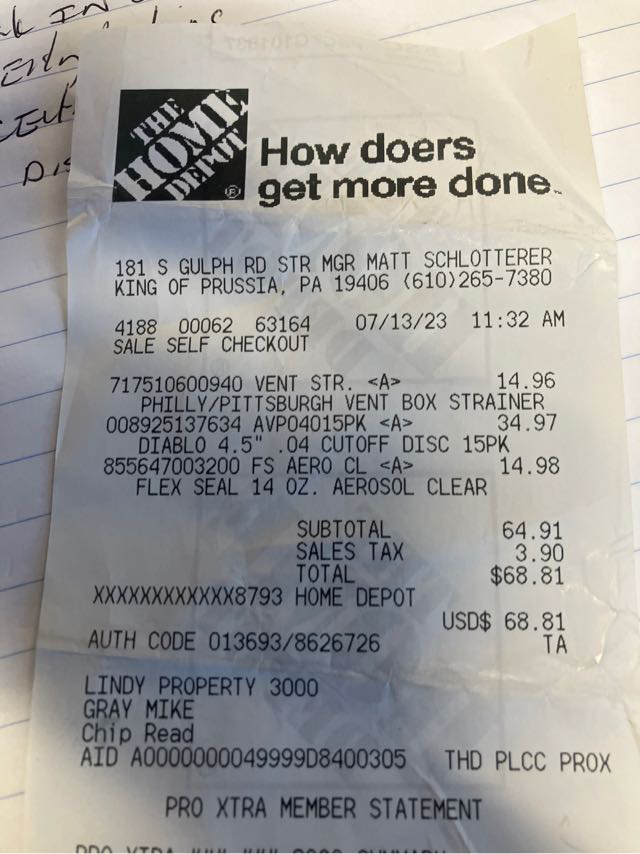 THE
HOME
DEPOT
®
How doers
get more done™
181 S GULPH RD STR MGR MATT SCHLOTTERER
KING OF PRUSSIA, PA 19406 (610)265-7380
4188 00062 63164 07/13/23 11:32 AM
SALE SELF CHECKOUT
717510600940 VENT STR. <A> 14.96
PHILLY/PITTSBURGH VENT BOX STRAINER
008925137634 AVP04015PK <A> 34.97
DIABLO 4.5" .04 CUTOFF DISC 15PK
855647003200 FS AERO CL <A> 14.98
FLEX SEAL 14 OZ. AEROSOL CLEAR
SUBTOTAL 64.91
SALES TAX 3.90
TOTAL $68.81
XXXXXXXXXXXX8793 HOME DEPOT
USD$ 68.81
AUTH CODE 013693/8626726 TA
LINDY PROPERTY 3000
GRAY MIKE
Chip Read
AID A0000000049999D8400305 THD PLCC PROX
PRO XTRA MEMBER STATEMENT